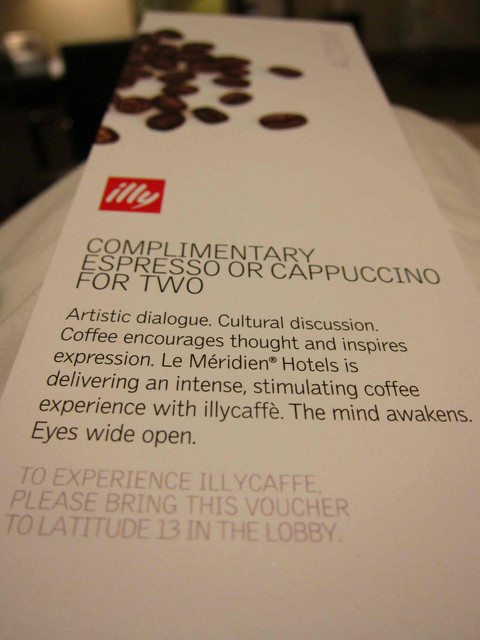 illy
COMPLIMENTARY
ESPRESSO OR CAPPUCCINO
FOR TWO
Artistic dialogue. Cultural discussion.
Coffee encourages thought and inspires
expression. Le Méridien® Hotels is
delivering an intense, stimulating coffee
experience with illycaffè. The mind awakens.
Eyes wide open.
TO EXPERIENCE ILLYCAFFE,
PLEASE BRING THIS VOUCHER
TO LATITUDE 13 IN THE LOBBY.